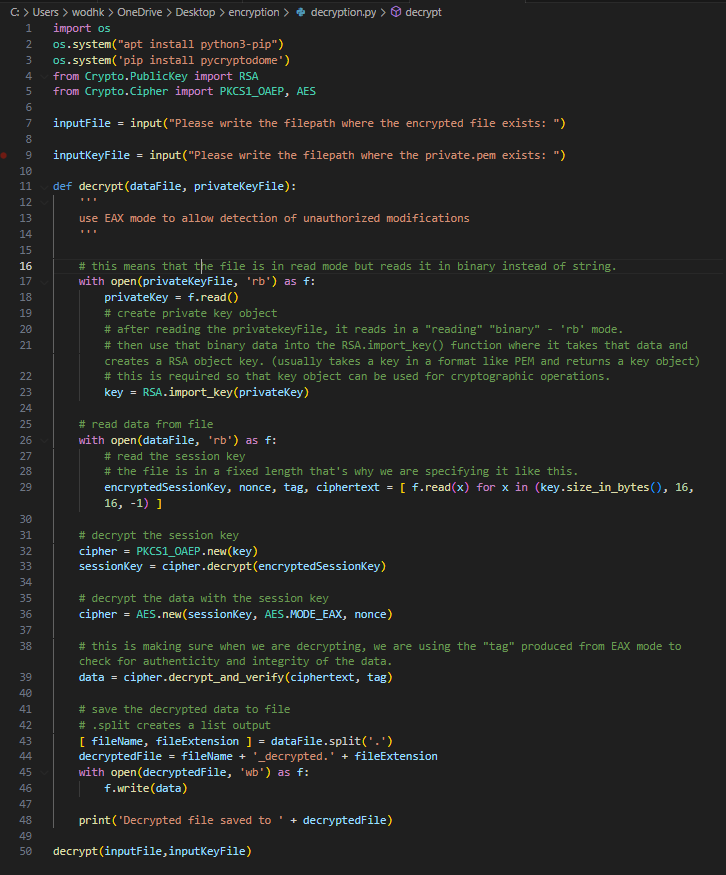 C: > Users > wodhk > OneDrive > Desktop > encryption > decryption.py > decrypt
1 import os
2 os.system("apt install python3-pip")
3 os.system('pip install pycryptodome')
4 from Crypto.PublicKey import RSA
5 from Crypto.Cipher import PKCS1_OAEP, AES
6
7 inputFile = input("Please write the filepath where the encrypted file exists: ")
8
9 inputKeyFile = input("Please write the filepath where the private.pem exists: ")
10
11 def decrypt(dataFile, privateKeyFile):
12     '''
13     use EAX mode to allow detection of unauthorized modifications
14     '''
15
16     # this means that the file is in read mode but reads it in binary instead of string.
17     with open(privateKeyFile, 'rb') as f:
18         privateKey = f.read()
19         # create private key object
20         # after reading the privatekeyFile, it reads in a "reading" "binary" - 'rb' mode.
21         # then use that binary data into the RSA.import_key() function where it takes that data and
creates a RSA object key. (usually takes a key in a format like PEM and returns a key object)
22         # this is required so that key object can be used for cryptographic operations.
23         key = RSA.import_key(privateKey)
24
25     # read data from file
26     with open(dataFile, 'rb') as f:
27         # read the session key
28         # the file is in a fixed length that's why we are specifying it like this.
29         encryptedSessionKey, nonce, tag, ciphertext = [ f.read(x) for x in (key.size_in_bytes(), 16,
16, -1) ]
30
31     # decrypt the session key
32     cipher = PKCS1_OAEP.new(key)
33     sessionKey = cipher.decrypt(encryptedSessionKey)
34
35     # decrypt the data with the session key
36     cipher = AES.new(sessionKey, AES.MODE_EAX, nonce)
37
38     # this is making sure when we are decrypting, we are using the "tag" produced from EAX mode to
check for authenticity and integrity of the data.
39     data = cipher.decrypt_and_verify(ciphertext, tag)
40
41     # save the decrypted data to file
42     # .split creates a list output
43     [ fileName, fileExtension ] = dataFile.split('.')
44     decryptedFile = fileName + '_decrypted.' + fileExtension
45     with open(decryptedFile, 'wb') as f:
46         f.write(data)
47
48     print('Decrypted file saved to ' + decryptedFile)
49
50 decrypt(inputFile,inputKeyFile)